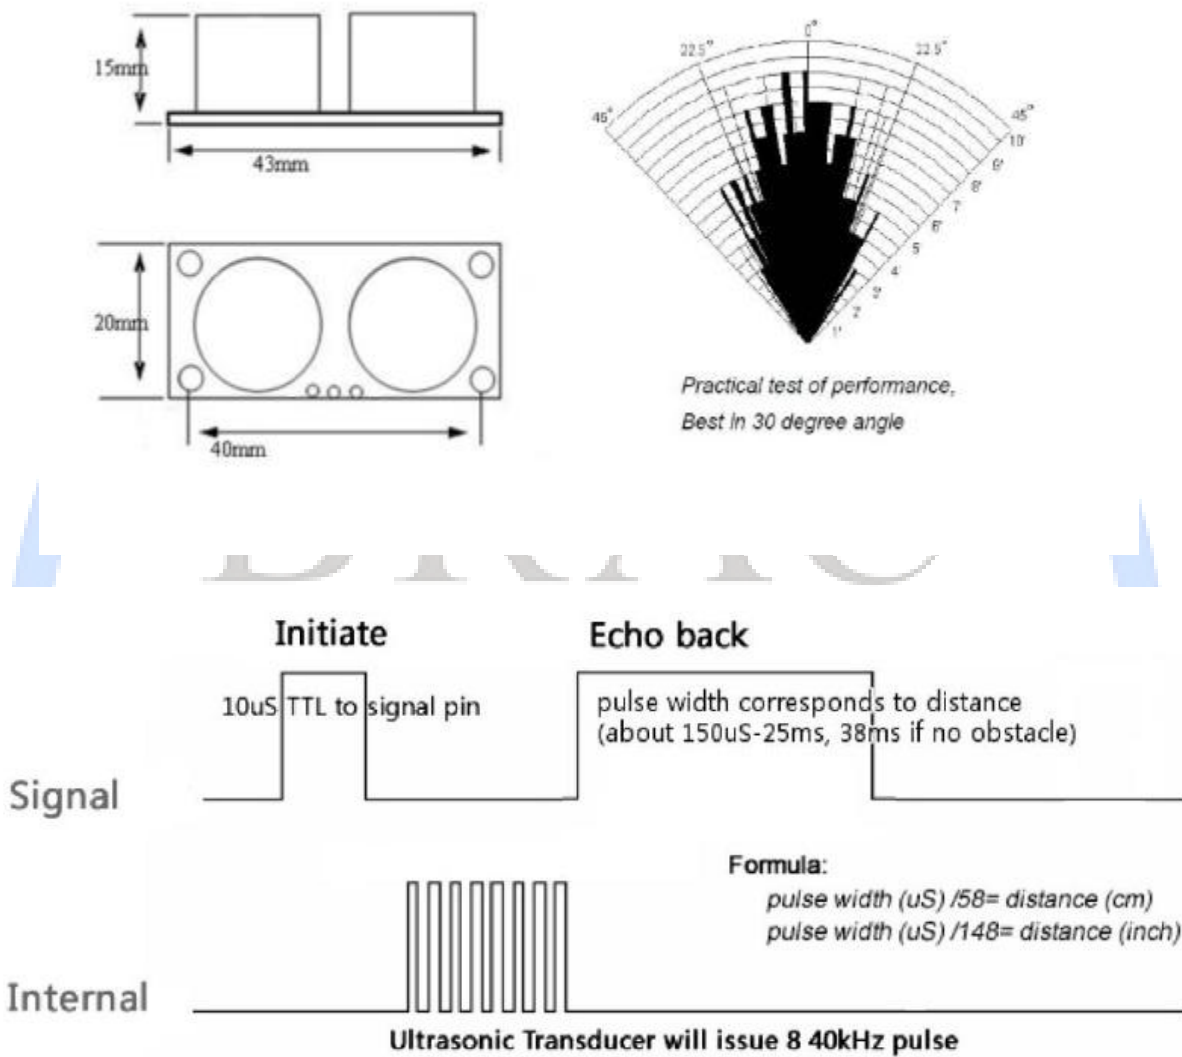 15mm
43mm
20mm
40mm
0°
22.5°
22.5°
45°
45°
10'
9'
8'
7'
6'
5'
4'
3'
2'
1'
Practical test of performance,
Best in 30 degree angle
Initiate
Echo back
10uS TTL to signal pin
pulse width corresponds to distance
(about 150uS-25ms, 38ms if no obstacle)
Signal
Formula:
pulse width (uS) /58= distance (cm)
pulse width (uS) /148= distance (inch)
Internal
Ultrasonic Transducer will issue 8 40kHz pulse